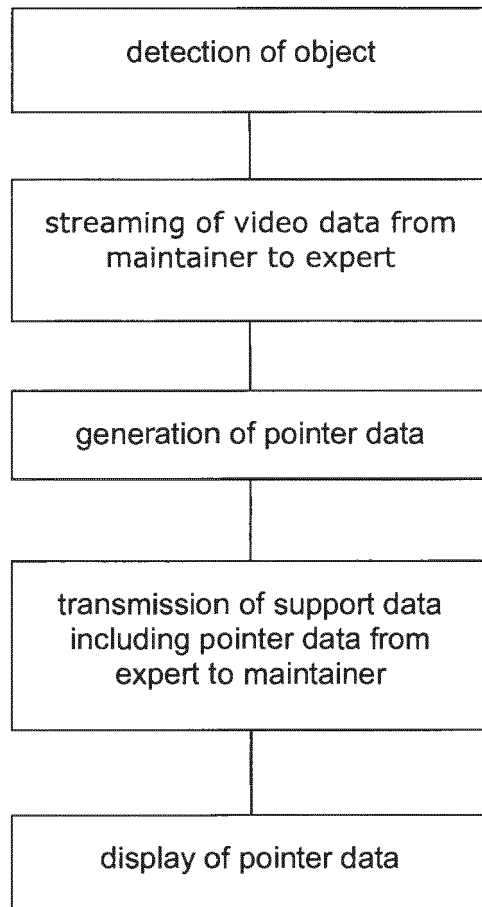 detection of object
streaming of video data from
maintainer to expert
generation of pointer data
transmission of support data
including pointer data from
expert to maintainer
display of pointer data